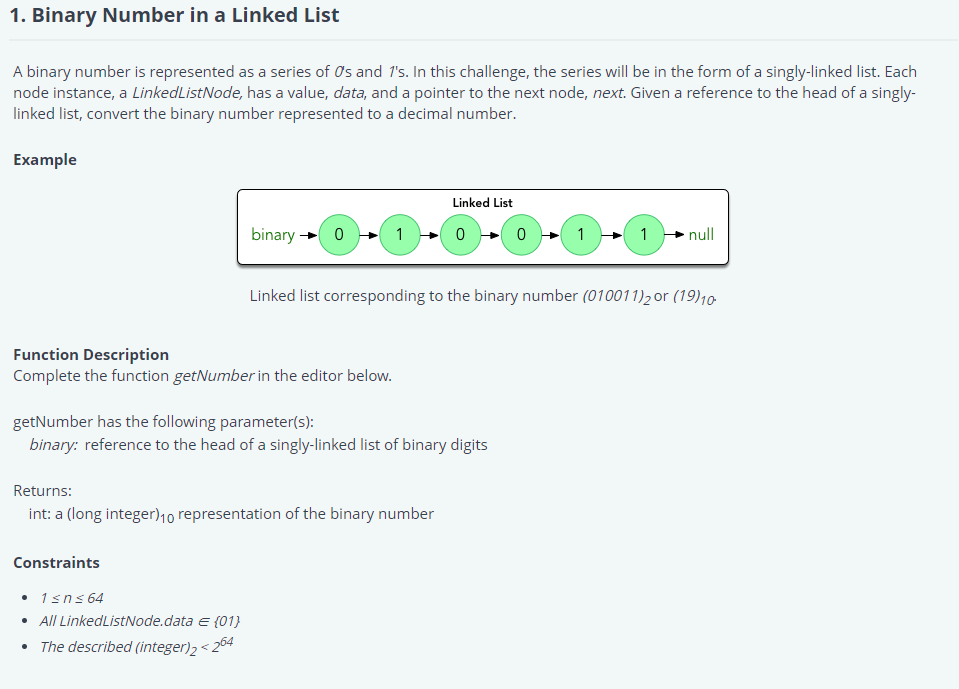 1. Binary Number in a Linked List
A binary number is represented as a series of 0's and 1's. In this challenge, the series will be in the form of a singly-linked list. Each
node instance, a LinkedListNode, has a value, data, and a pointer to the next node, next. Given a reference to the head of a singly-
linked list, convert the binary number represented to a decimal number.
Example
Linked List
binary 0 1 0 0 1 1 null
Linked list corresponding to the binary number (010011)2 or (19)10.
Function Description
Complete the function getNumber in the editor below.
getNumber has the following parameter(s):
binary: reference to the head of a singly-linked list of binary digits
Returns:
int: a (long integer)10 representation of the binary number
Constraints
• 1 ≤ n ≤ 64
• All LinkedListNode.data ∈ {01}
• The described (integer)2 < 2^64